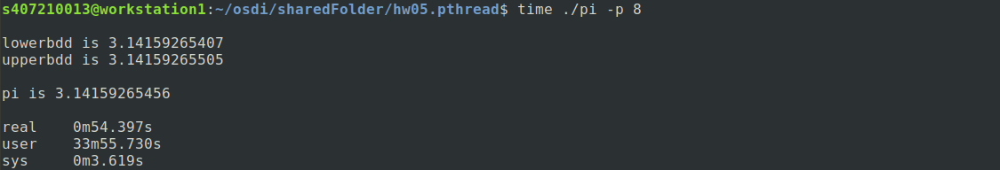 s407210013@workstation1:~/osdi/sharedFolder/hw05.pthread$ time ./pi -p 8
lowerbdd is 3.14159265407
upperbdd is 3.14159265505
pi is 3.14159265456
real 0m54.397s
user 33m55.730s
sys 0m3.619s